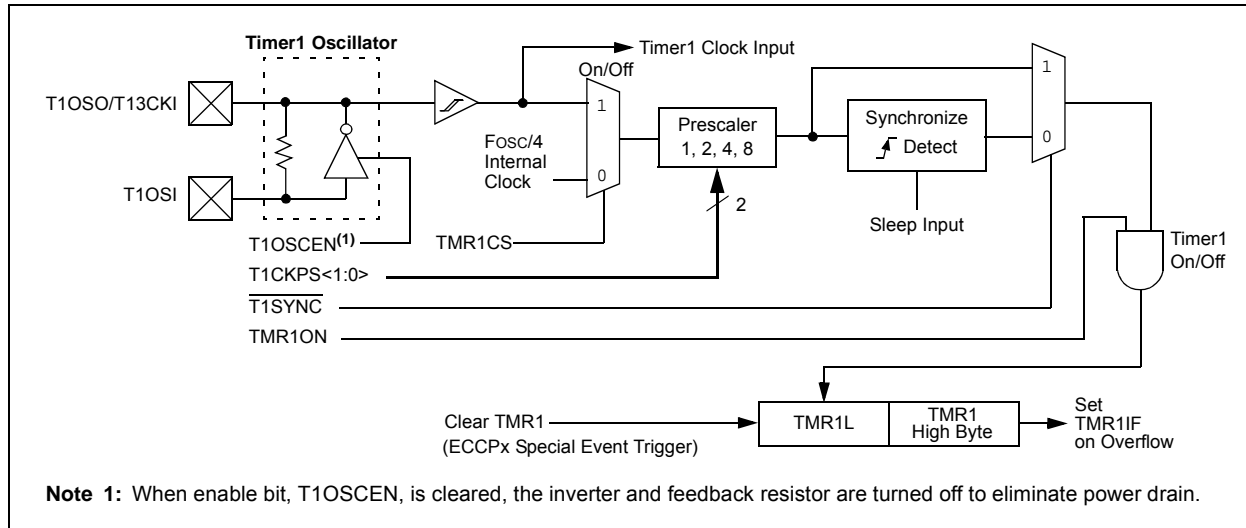 Timer1 Oscillator
Timer1 Clock Input
On/Off
T1OSO/T13CKI
1
1
FOSC/4
Internal
Clock
Prescaler
1, 2, 4, 8
Synchronize
Detect
0
0
T1OSI
2
Sleep Input
T1OSCEN(1)
TMR1CS
Timer1
On/Off
T1CKPS<1:0>
T1SYNC
TMR1ON
Clear TMR1
(ECCPx Special Event Trigger)
TMR1L
TMR1
High Byte
Set
TMR1IF
on Overflow
Note 1: When enable bit, T1OSCEN, is cleared, the inverter and feedback resistor are turned off to eliminate power drain.